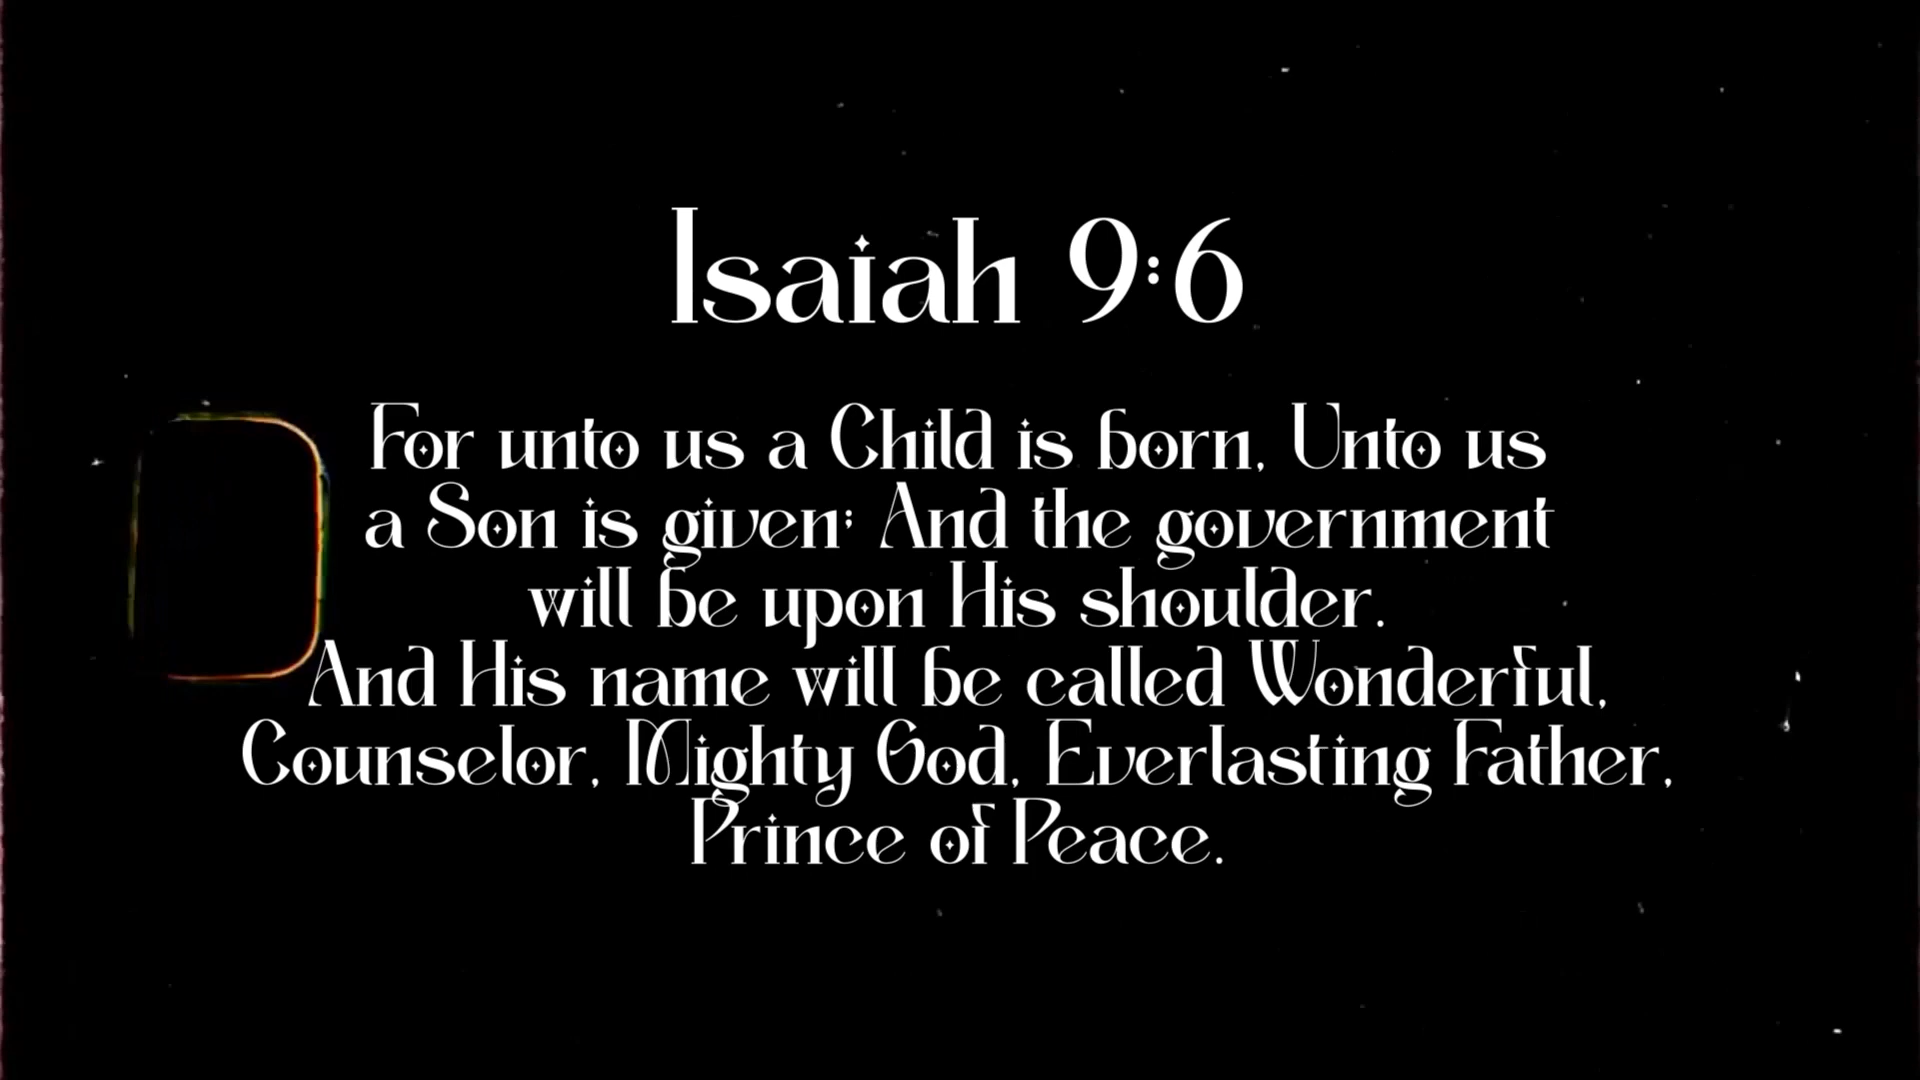 Isaiah 9:6
For unto us a Child is born, Unto us
a Son is given; And the government
will be upon His shoulder.
And His name will be called Wonderful,
Counselor, Mighty God, Everlasting Father,
Prince of Peace.